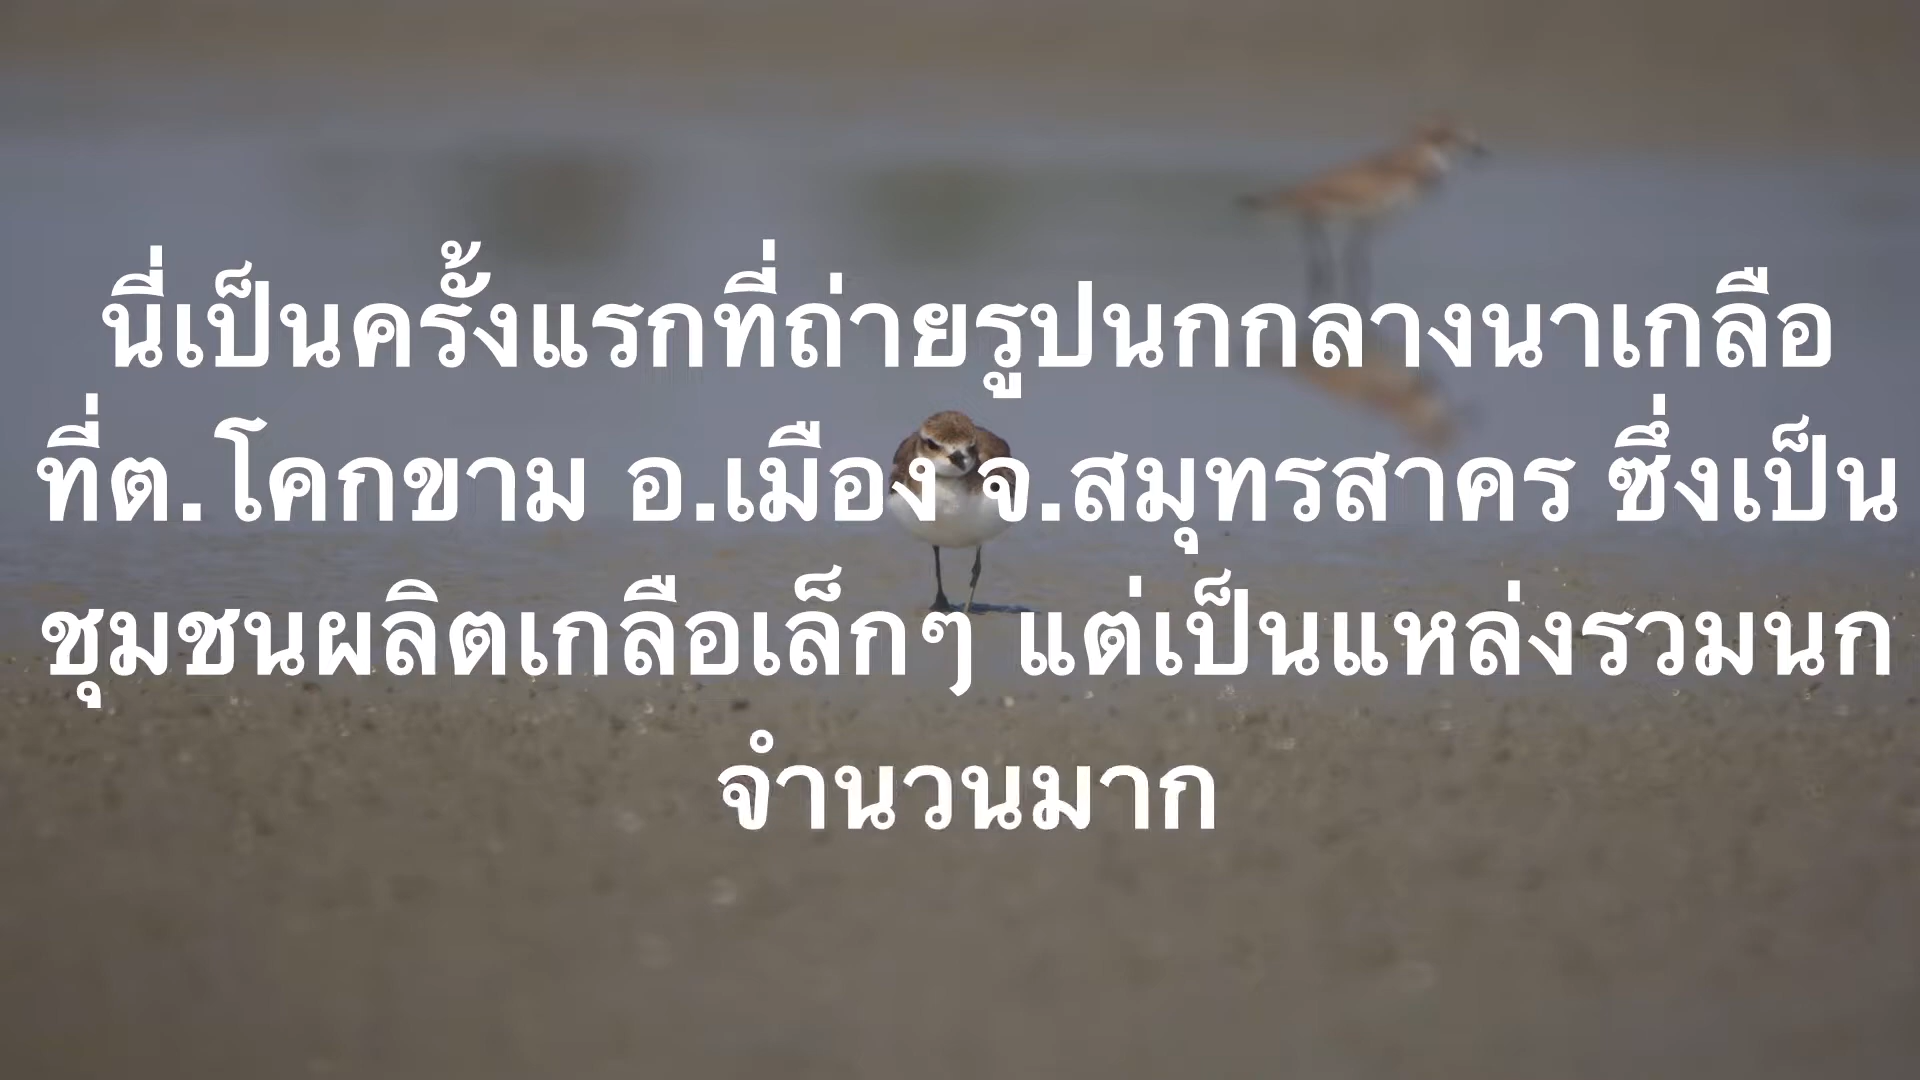 นี่เป็นครั้งแรกที่ถ่ายรูปนกกลางนาเกลือ
ที่ต.โคกขาม อ.เมือง จ.สมุทรสาคร ซึ่งเป็น
ชุมชนผลิตเกลือเล็กๆ แต่เป็นแหล่งรวมนก
จำนวนมาก